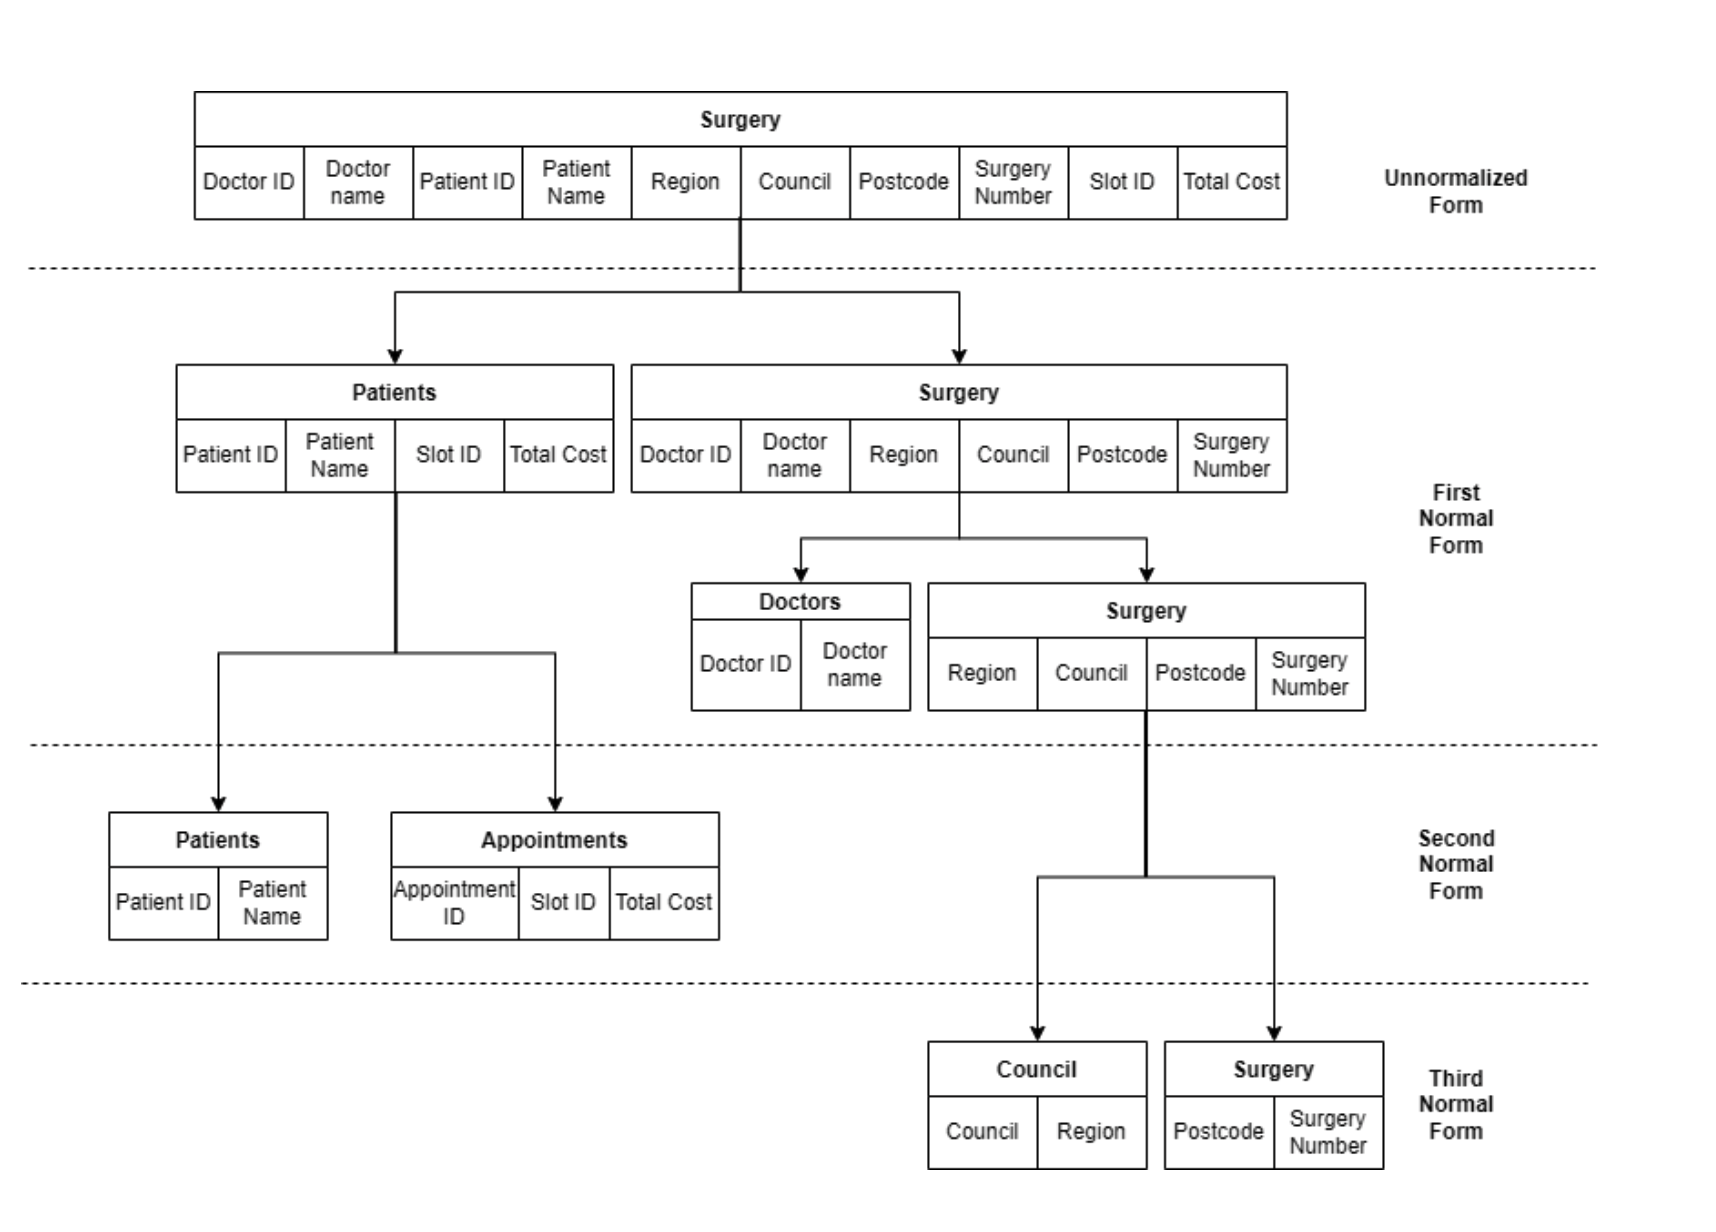 Surgery
Doctor ID
Doctor
name
Patient ID
Patient
Name
Region
Council
Postcode
Surgery
Number
Slot ID
Total Cost
Unnormalized
Form
Patients
Patient ID
Patient
Name
Slot ID
Total Cost
Surgery
Doctor ID
Doctor
name
Region
Council
Postcode
Surgery
Number
First
Normal
Form
Doctors
Doctor ID
Doctor
name
Surgery
Region
Council
Postcode
Surgery
Number
Patients
Patient ID
Patient
Name
Appointments
Appointment
ID
Slot ID
Total Cost
Second
Normal
Form
Council
Council
Region
Surgery
Postcode
Surgery
Number
Third
Normal
Form